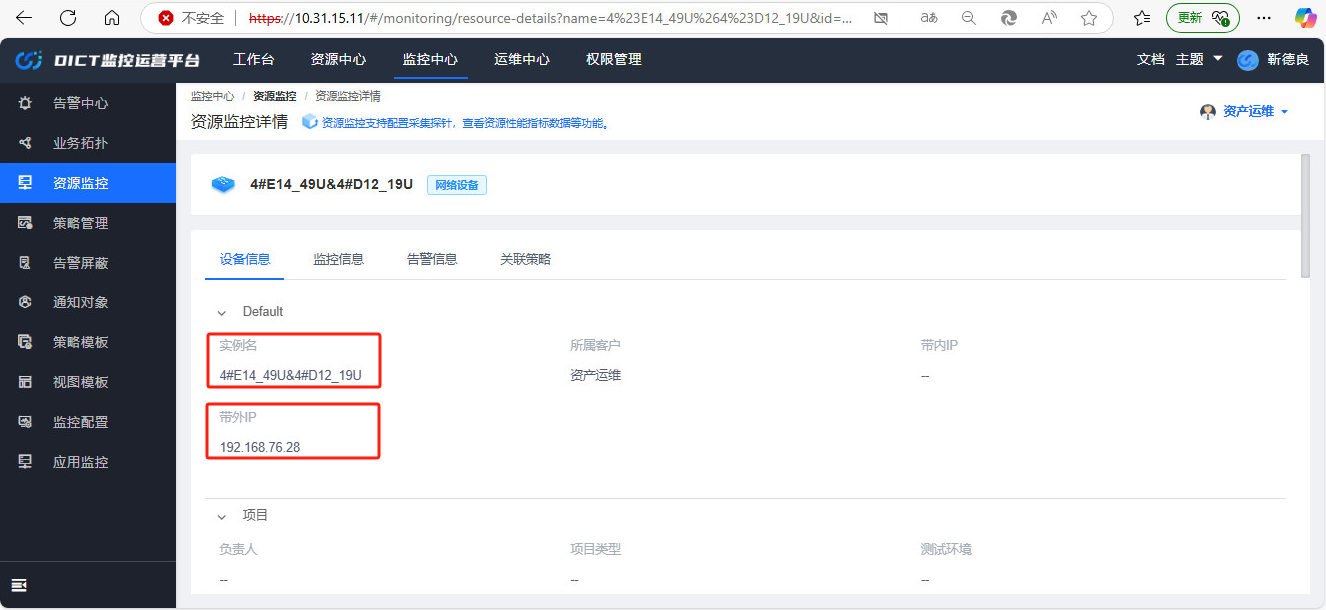 不安全 https://10.31.15.11/#/monitoring/resource-details?name=4%23E14_49U%264%23D12_19U&id=...
更新
DICT监控运营平台 工作台 资源中心 监控中心 运维中心 权限管理 文档 主题 靳德良
告警中心
业务拓扑
资源监控
策略管理
告警屏蔽
通知对象
策略模板
视图模板
监控配置
应用监控
监控中心 / 资源监控 / 资源监控详情
资源监控详情 资源监控支持配置采集探针，查看资源性能指标数据等功能。
资产运维
4#E14_49U&4#D12_19U 网络设备
设备信息 监控信息 告警信息 关联策略
Default
实例名 所属客户 带内IP
4#E14_49U&4#D12_19U 资产运维 --
带外IP
192.168.76.28
项目
负责人 项目类型 测试环境
-- -- --